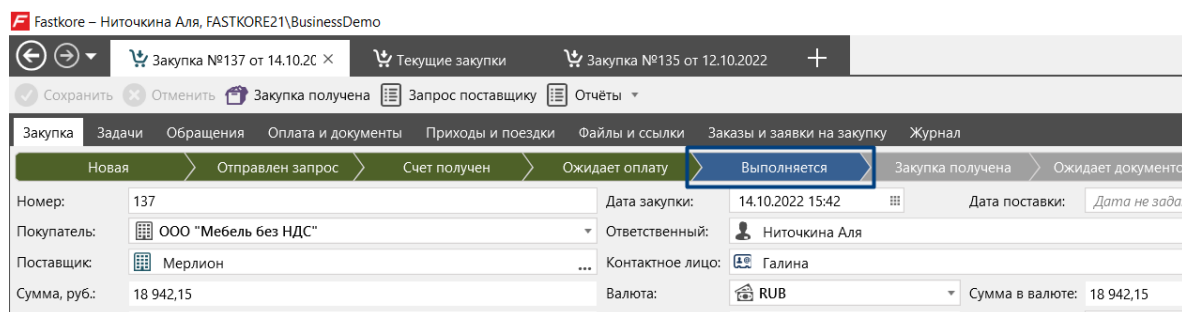 Fastkore – Ниточкина Аля, FASTKORE21\BusinessDemo
Закупка №137 от 14.10.20 Текущие закупки Закупка №135 от 12.10.2022
Сохранить Отменить Закупка получена Запрос поставщику Отчёты
Закупка Задачи Обращения Оплата и документы Приходы и поездки Файлы и ссылки Заказы и заявки на закупку Журнал
Новая Отправлен запрос Счет получен Ожидает оплату Выполняется Закупка получена Ожидает документо
Номер: 137 Дата закупки: 14.10.2022 15:42 Дата поставки: Дата не зада
Покупатель: ООО "Мебель без НДС" Ответственный: Ниточкина Аля
Поставщик: Мерлион ... Контактное лицо: Галина
Сумма, руб.: 18 942,15 Валюта: RUB Сумма в валюте: 18 942,15